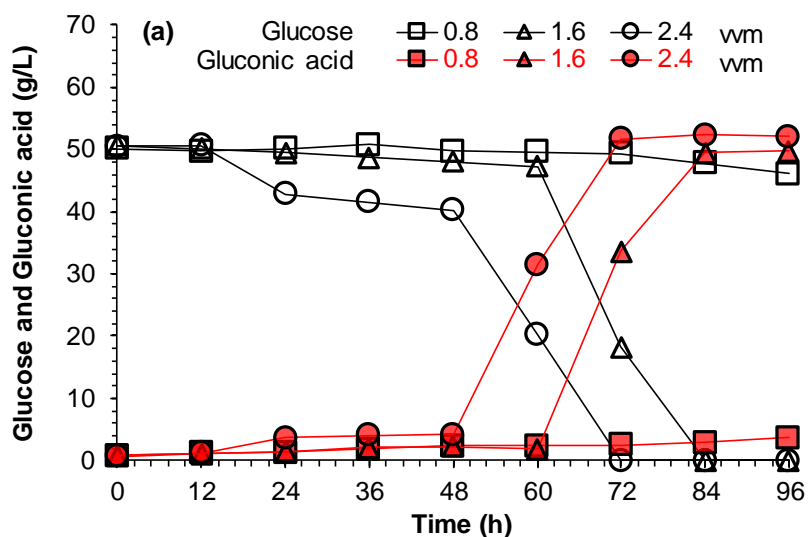 (a)
Glucose 0.8 1.6 2.4 vvm
Gluconic acid 0.8 1.6 2.4 vvm
Glucose and Gluconic acid (g/L)
70
60
50
40
30
20
10
0
0 12 24 36 48 60 72 84 96
Time (h)